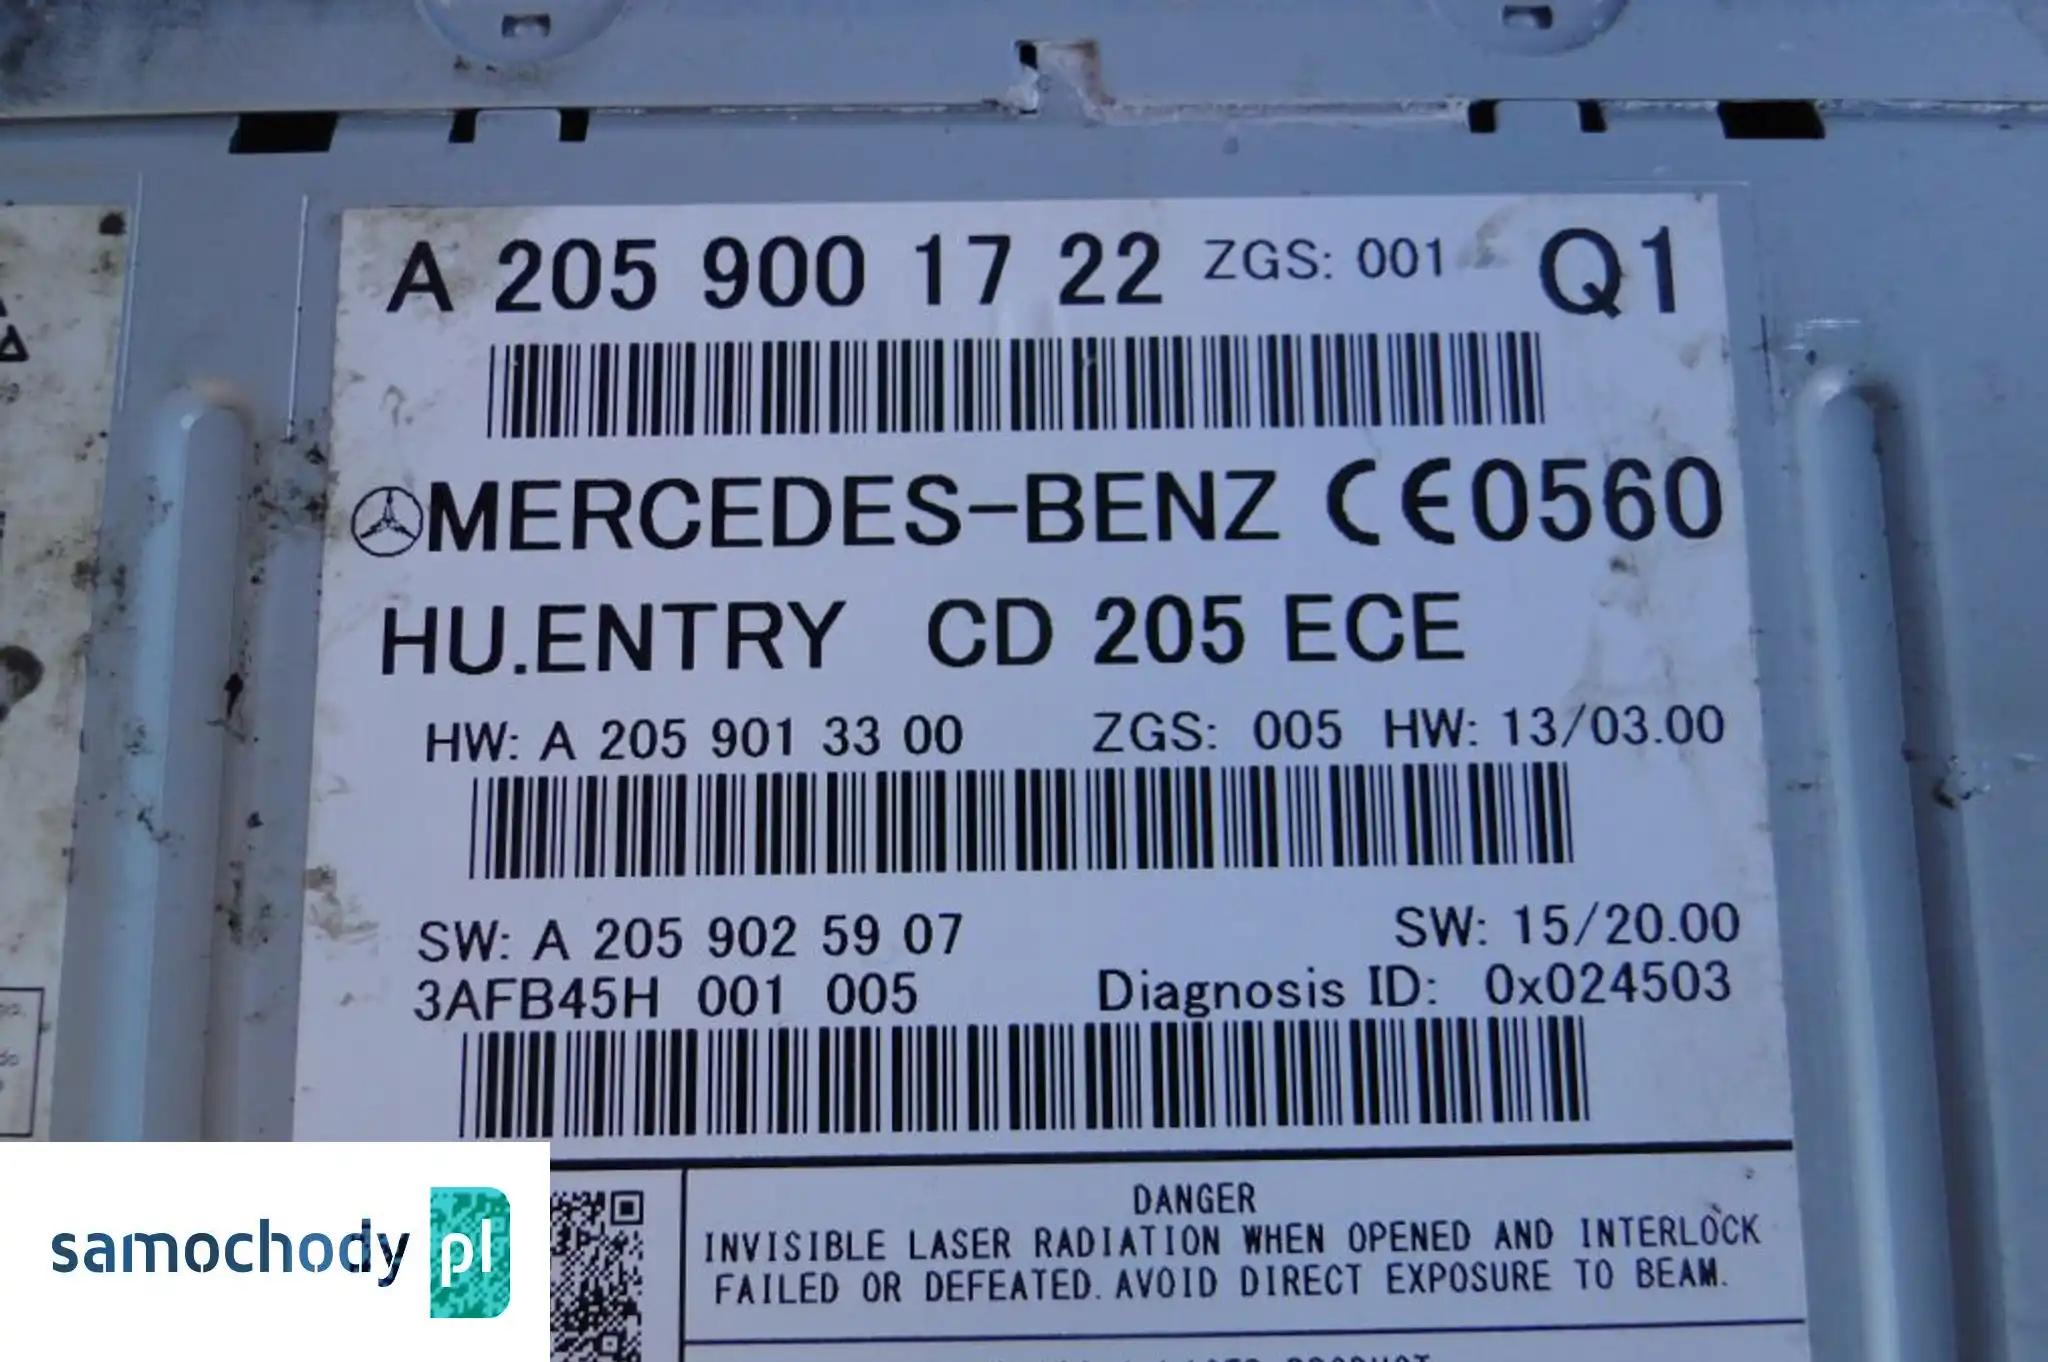 A 205 900 17 22 ZGS: 001 Q1
MERCEDES-BENZ CE0560
HU.ENTRY CD 205 ECE
HW: A 205 901 33 00 ZGS: 005 HW: 13/03.00
SW: A 205 902 59 07 SW: 15/20.00
3AFB45H 001 005 Diagnosis ID: 0x024503
DANGER
INVISIBLE LASER RADIATION WHEN OPENED AND INTERLOCK
FAILED OR DEFEATED. AVOID DIRECT EXPOSURE TO BEAM.
samochody pl